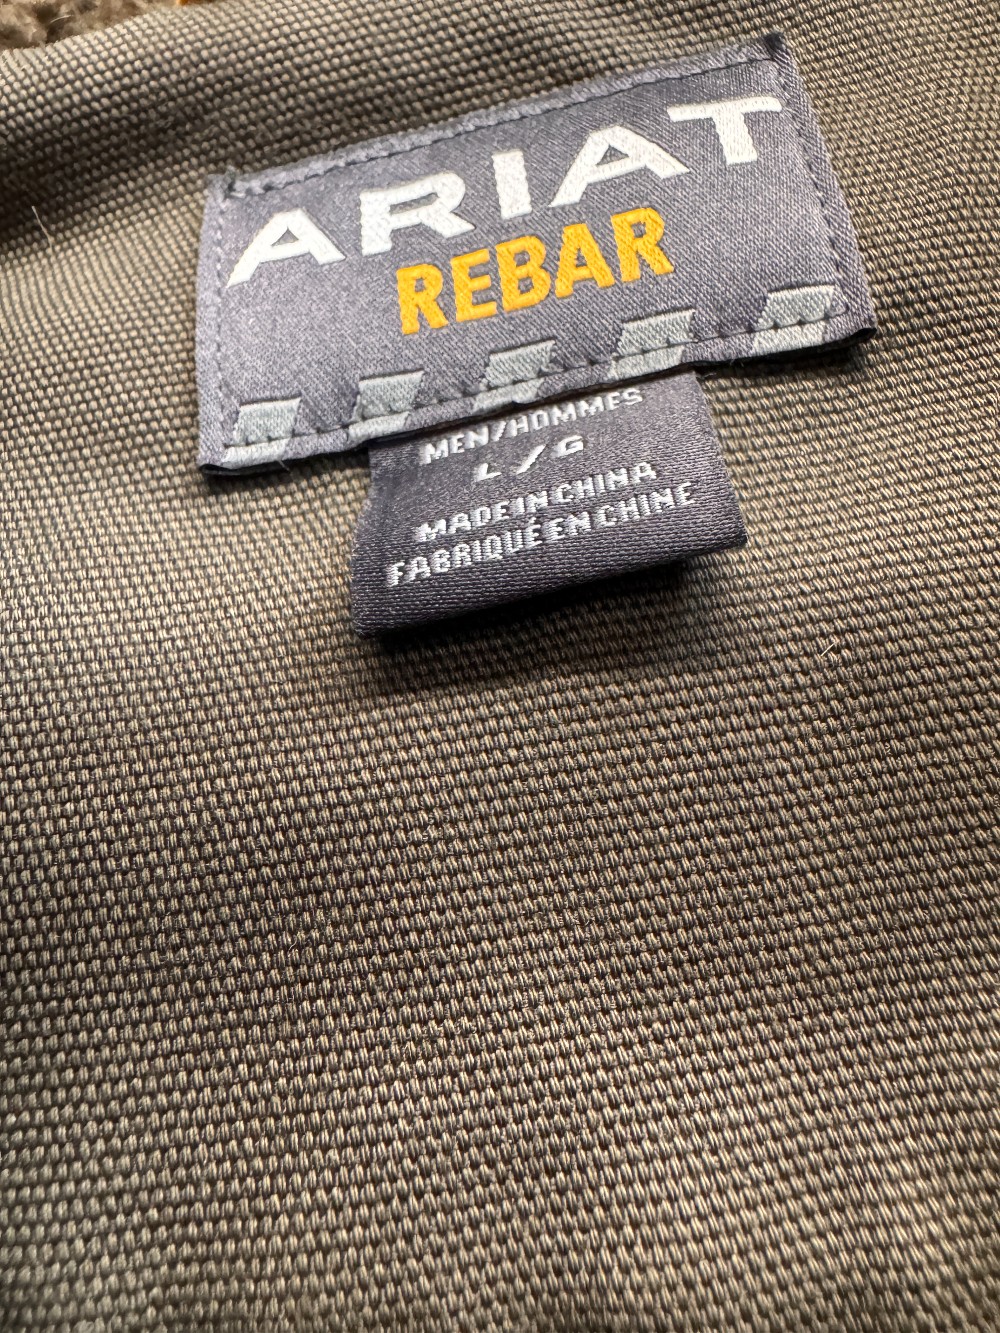 ARIAT
REBAR
MEN/HOMMES
L/G
MADE IN CHINA
FABRIQUÉ EN CHINE